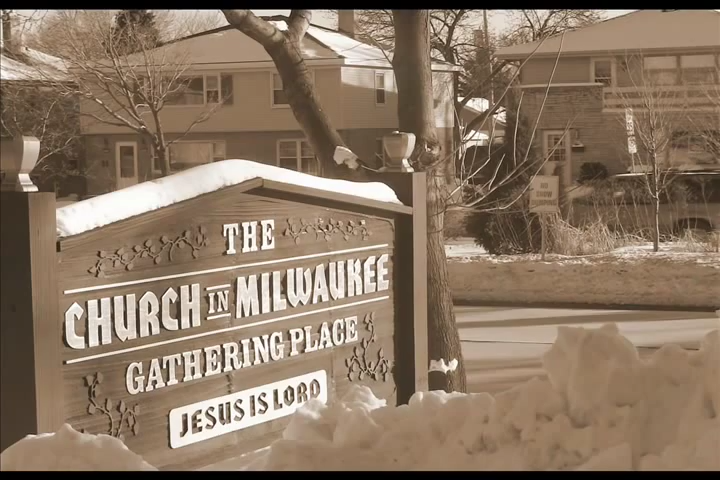 THE
CHURCH IN MILWAUKEE
GATHERING PLACE
JESUS IS LORD